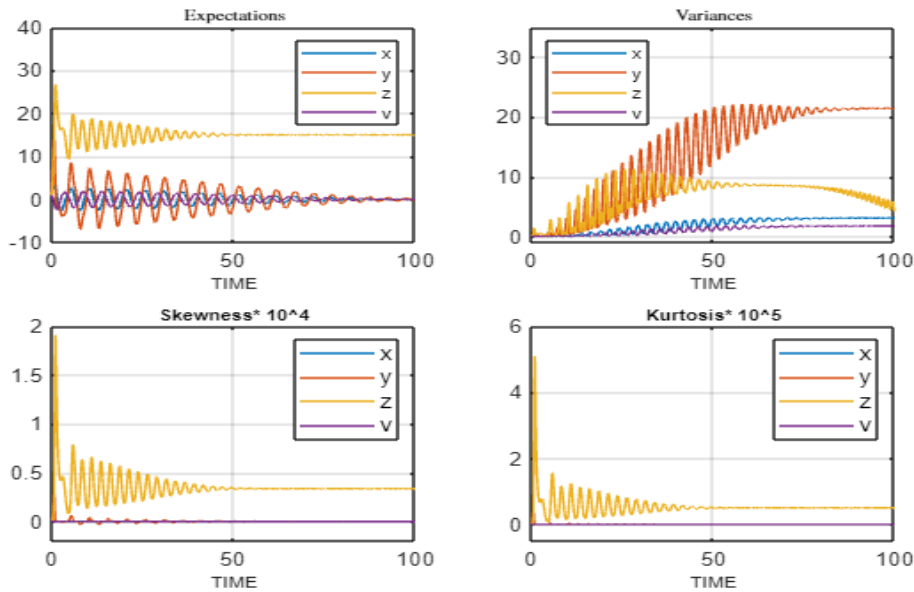 Expectations
40
30
20
10
0
-10
x
y
z
v
0 50 100
TIME
Variances
30
20
10
0
x
y
z
v
0 50 100
TIME
Skewness* 10^4
2
1.5
1
0.5
0
x
y
z
v
0 50 100
TIME
Kurtosis* 10^5
6
4
2
0
x
y
z
v
0 50 100
TIME